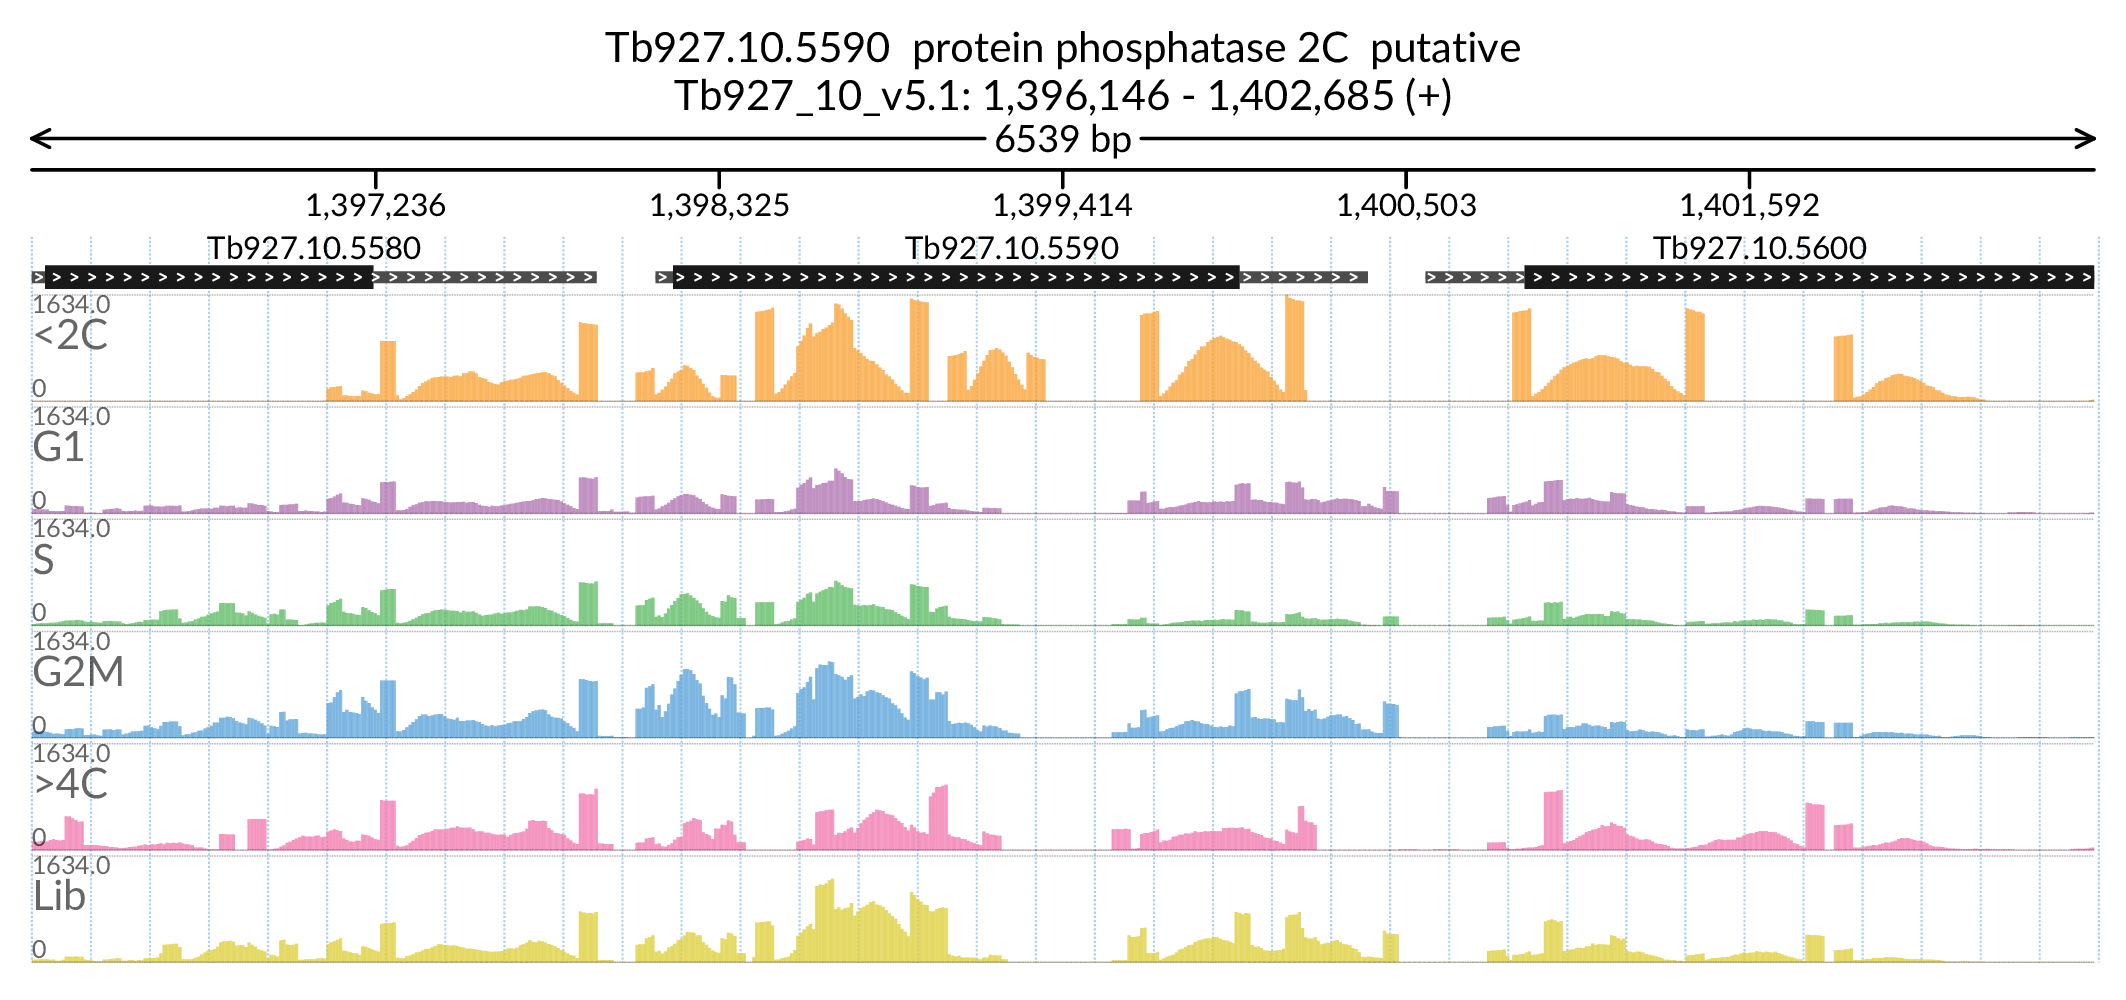 Tb927.10.5590 protein phosphatase 2C putative
Tb927_10_v5.1: 1,396,146 - 1,402,685 (+)
6539 bp
1,397,236 1,398,325 1,399,414 1,400,503 1,401,592
Tb927.10.5580 Tb927.10.5590 Tb927.10.5600
1634.0
<2C
0
1634.0
G1
0
1634.0
S
0
1634.0
G2M
0
1634.0
>4C
0
1634.0
Lib
0